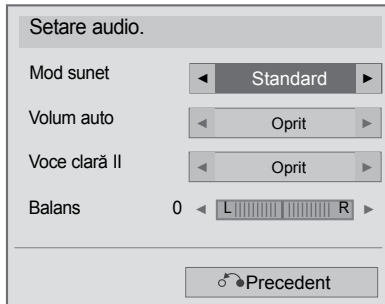 Setare audio.
Mod sunet ◄ Standard ►
Volum auto ◄ Oprit ►
Voce clară II ◄ Oprit ►
Balans 0 ◄ L R ►
Precedent